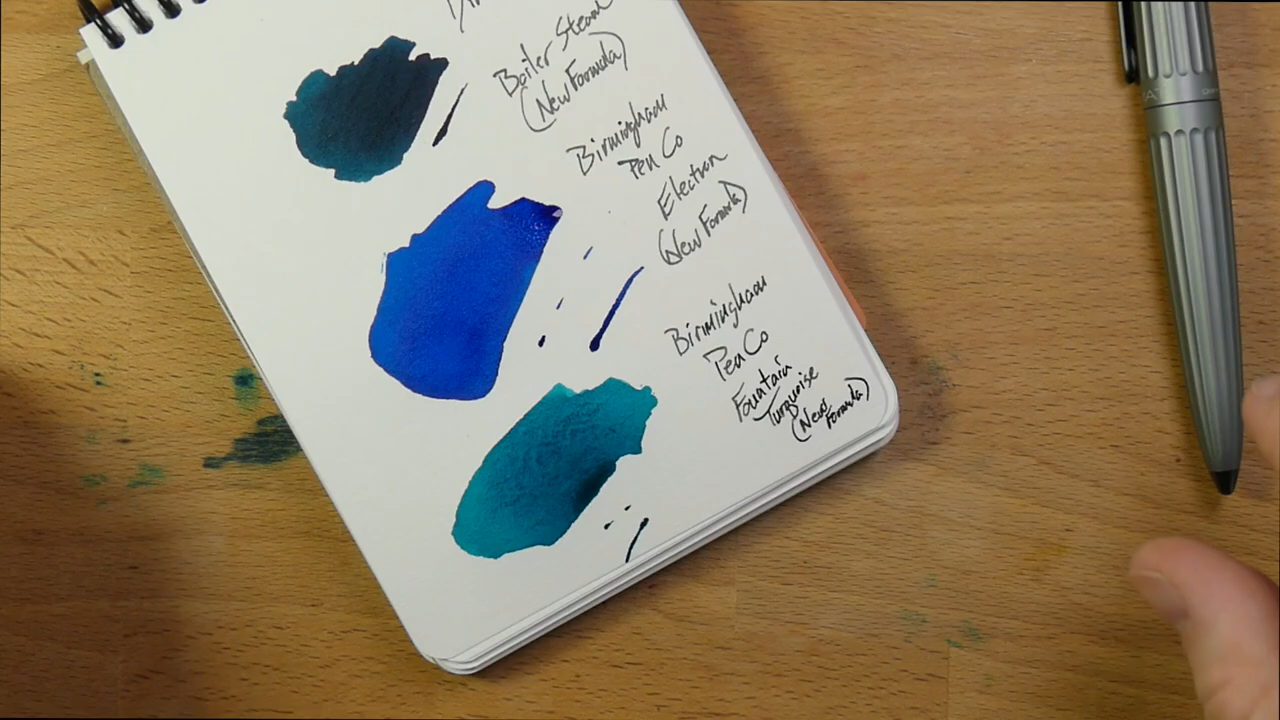 Boiler Steam
(New Formula)
Birmingham
Pen Co
Electron
(New Formula)
Birmingham
Pen Co
Fountain
Turquoise
(New
Formula)